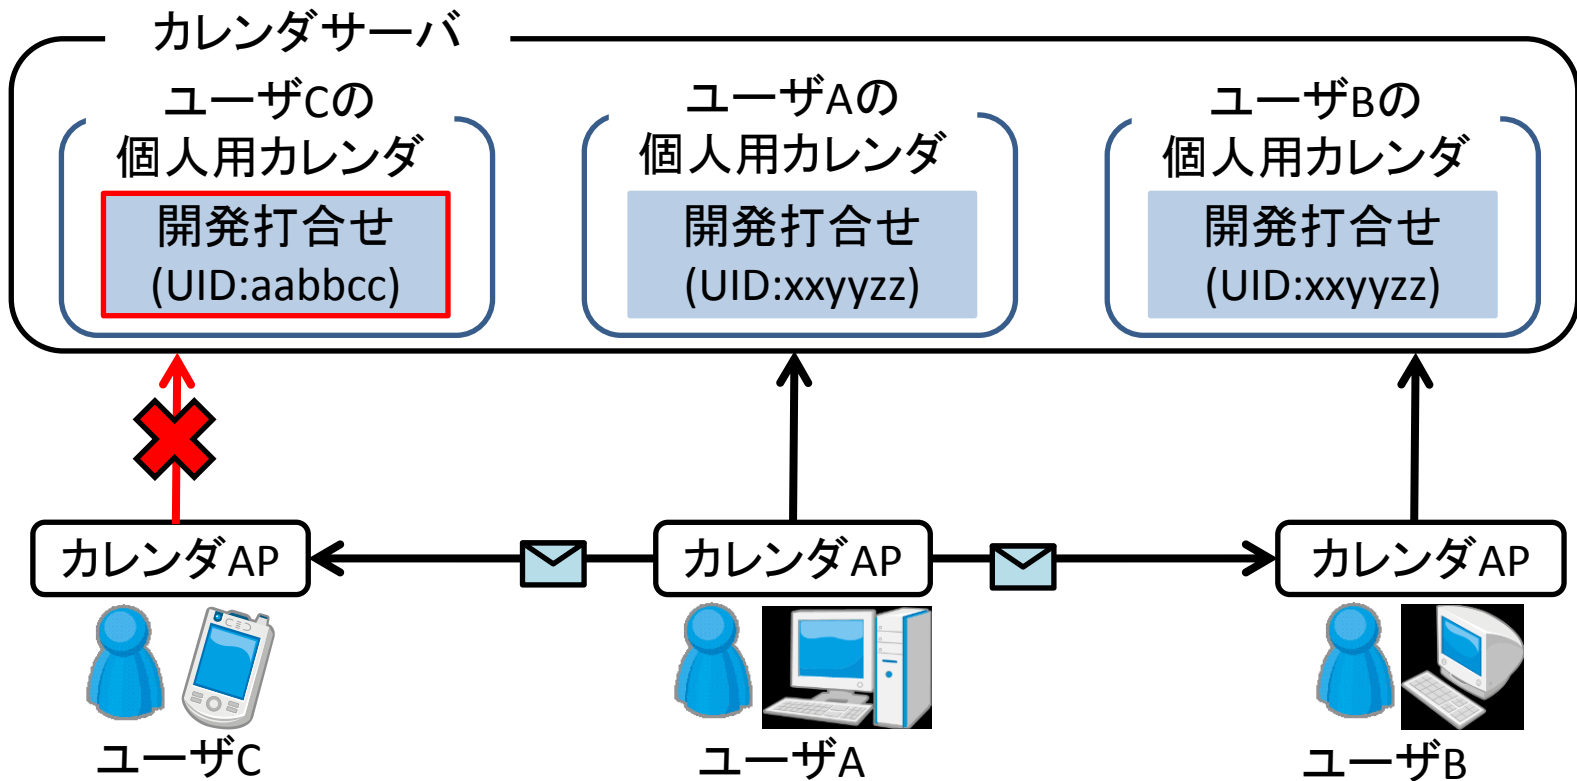 カレンダサーバ
ユーザCの
個人用カレンダ
開発打合せ
(UID:aabbcc)
ユーザAの
個人用カレンダ
開発打合せ
(UID:xxyyzz)
ユーザBの
個人用カレンダ
開発打合せ
(UID:xxyyzz)
カレンダAP
カレンダAP
カレンダAP
ユーザC
ユーザA
ユーザB